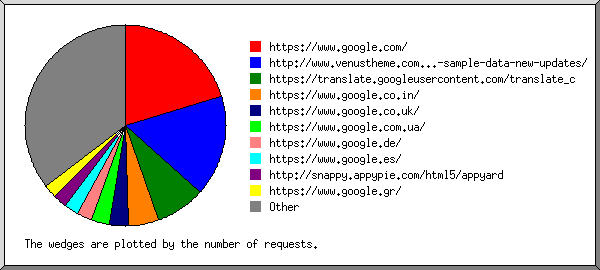 https://www.google.com/
http://www.venustheme.com...-sample-data-new-updates/
https://translate.googleusercontent.com/translate_c
https://www.google.co.in/
https://www.google.co.uk/
https://www.google.com.ua/
https://www.google.de/
https://www.google.es/
http://snappy.appypie.com/html5/appyard
https://www.google.gr/
Other
The wedges are plotted by the number of requests.